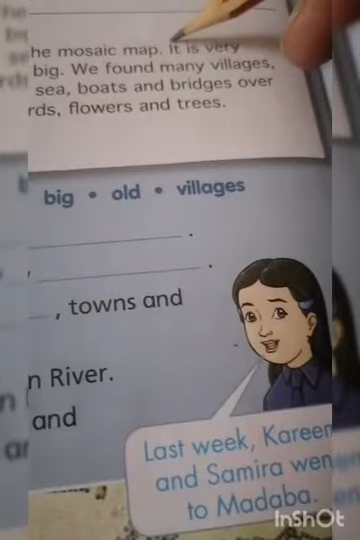 he mosaic map. It is very
big. We found many villages,
sea, boats and bridges over
rds, flowers and trees.
big • old • villages
.
.
, towns and
n River.
and
Last week, Kareem
and Samira wen
to Madaba.
InShOt